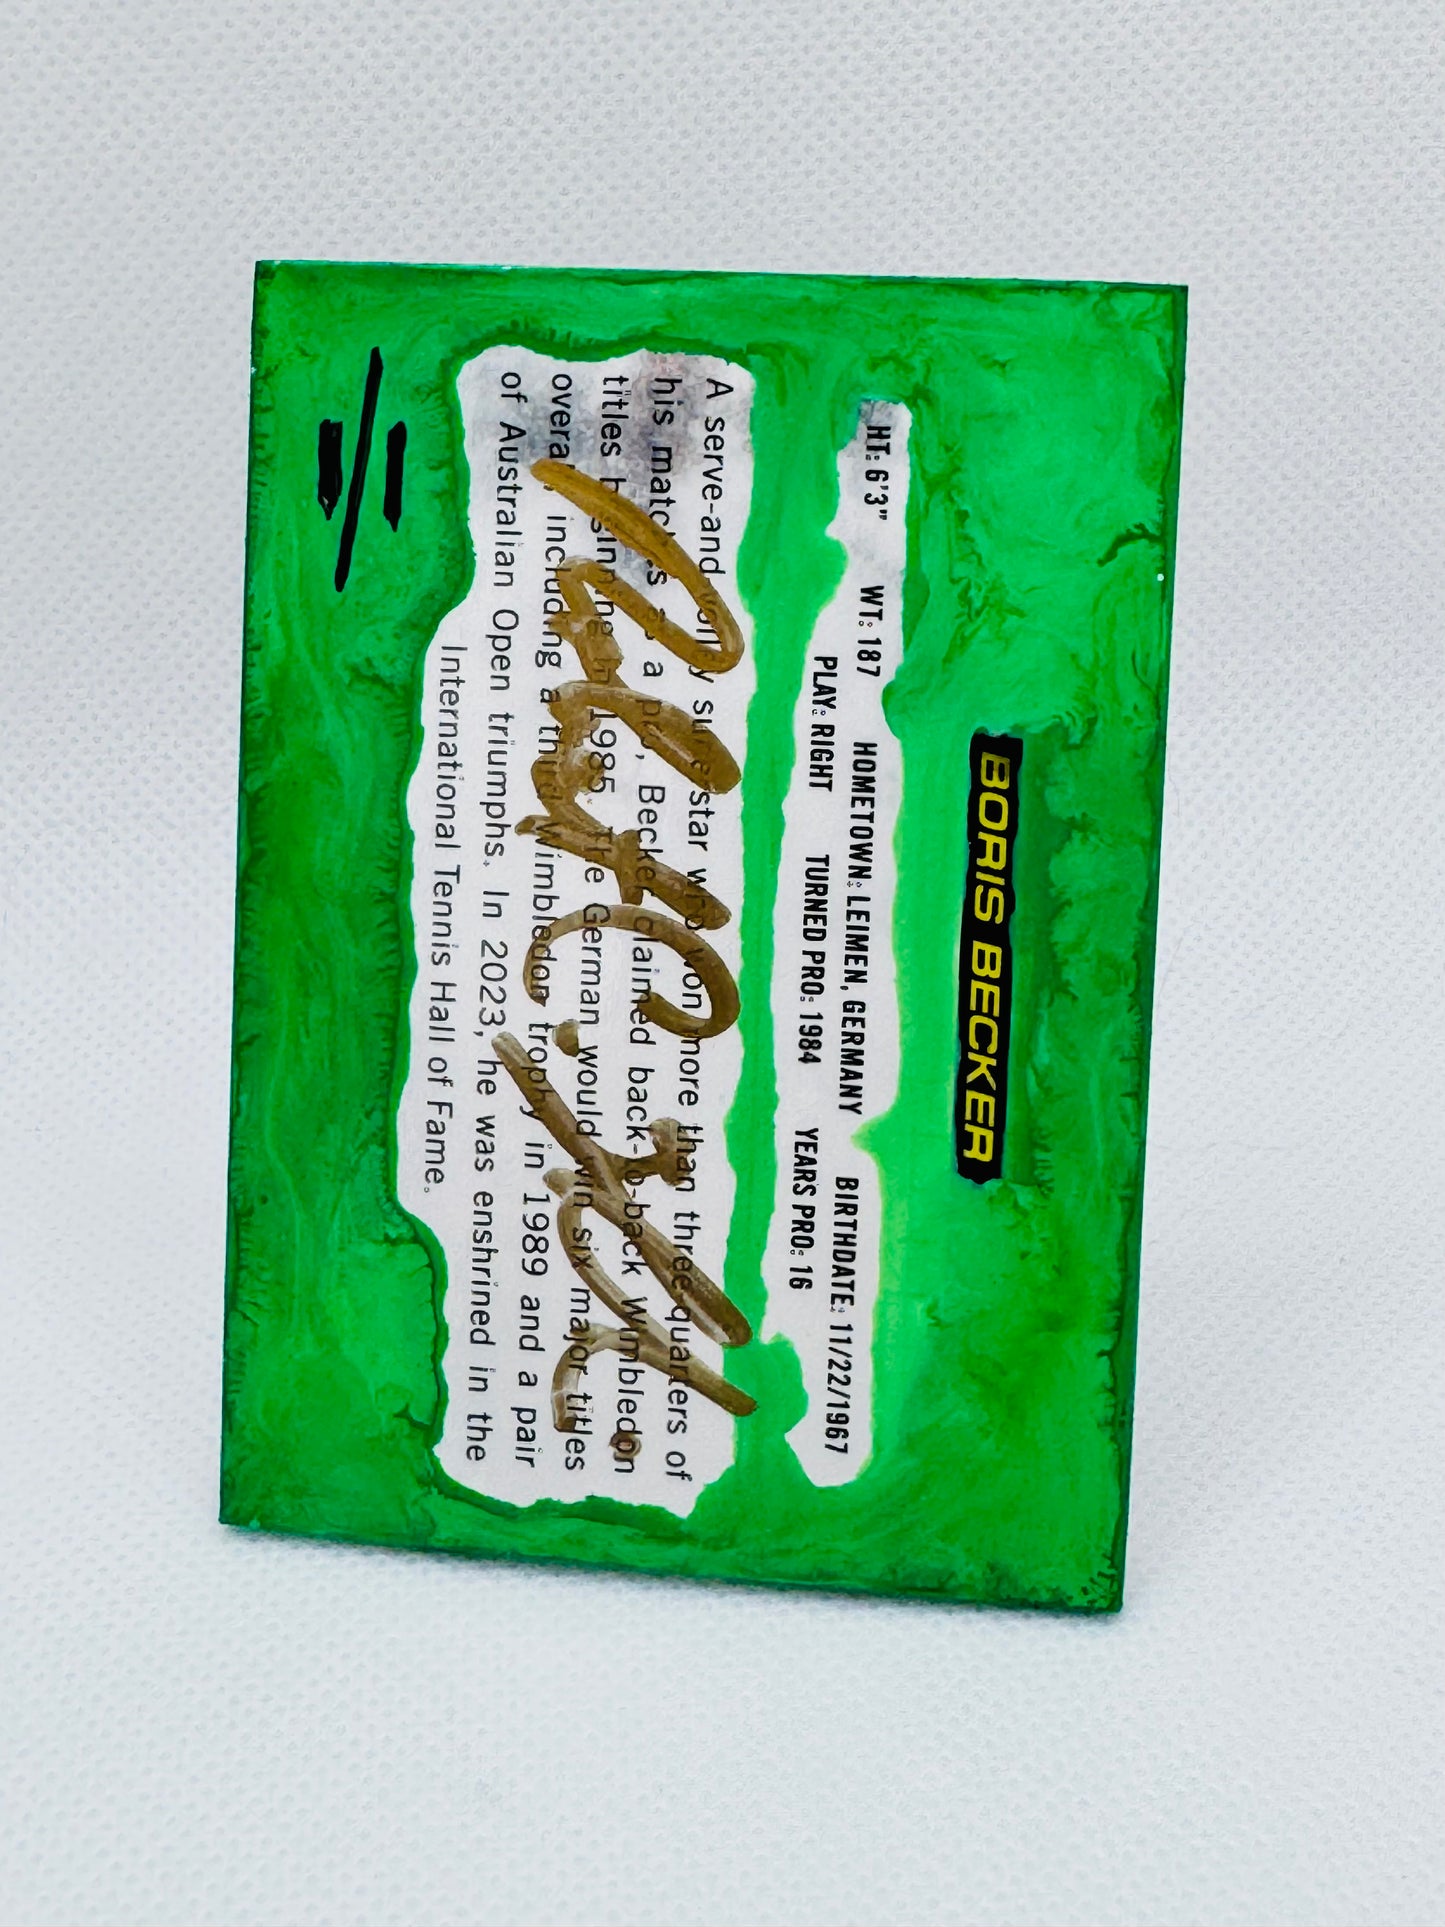 BORIS BECKER
HT: 6'3" WT: 187 HOMETOWN: LEIMEN, GERMANY BIRTHDATE: 11/22/1967
PLAY: RIGHT TURNED PRO: 1984 YEARS PRO: 16
A serve-and-volley superstar who won more than three quarters of
his matches as a pro, Becker claimed back-to-back Wimbledon
titles beginning in 1985. The German would win six major titles
overall, including a third Wimbledon trophy in 1989 and a pair
of Australian Open triumphs. In 2023, he was enshrined in the
International Tennis Hall of Fame.
1/1